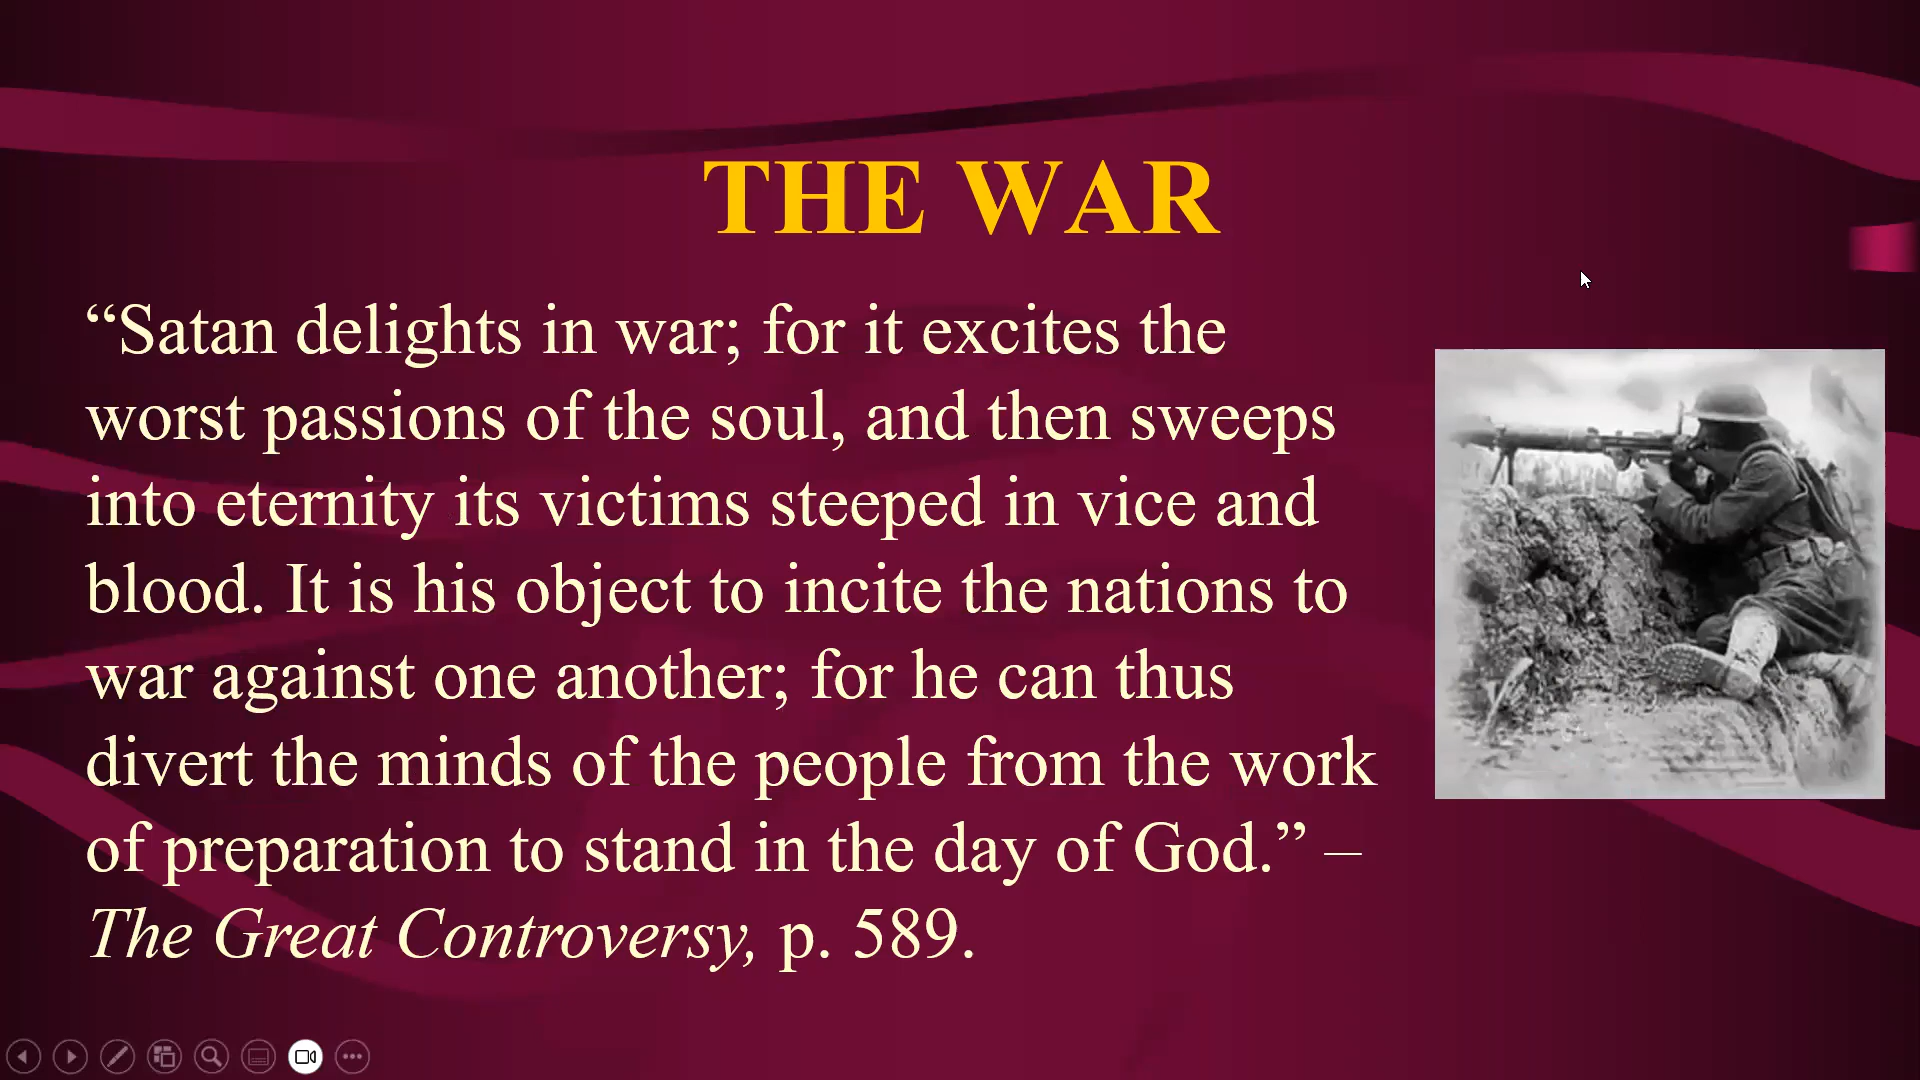 THE WAR
“Satan delights in war; for it excites the
worst passions of the soul, and then sweeps
into eternity its victims steeped in vice and
blood. It is his object to incite the nations to
war against one another; for he can thus
divert the minds of the people from the work
of preparation to stand in the day of God.” –
The Great Controversy, p. 589.